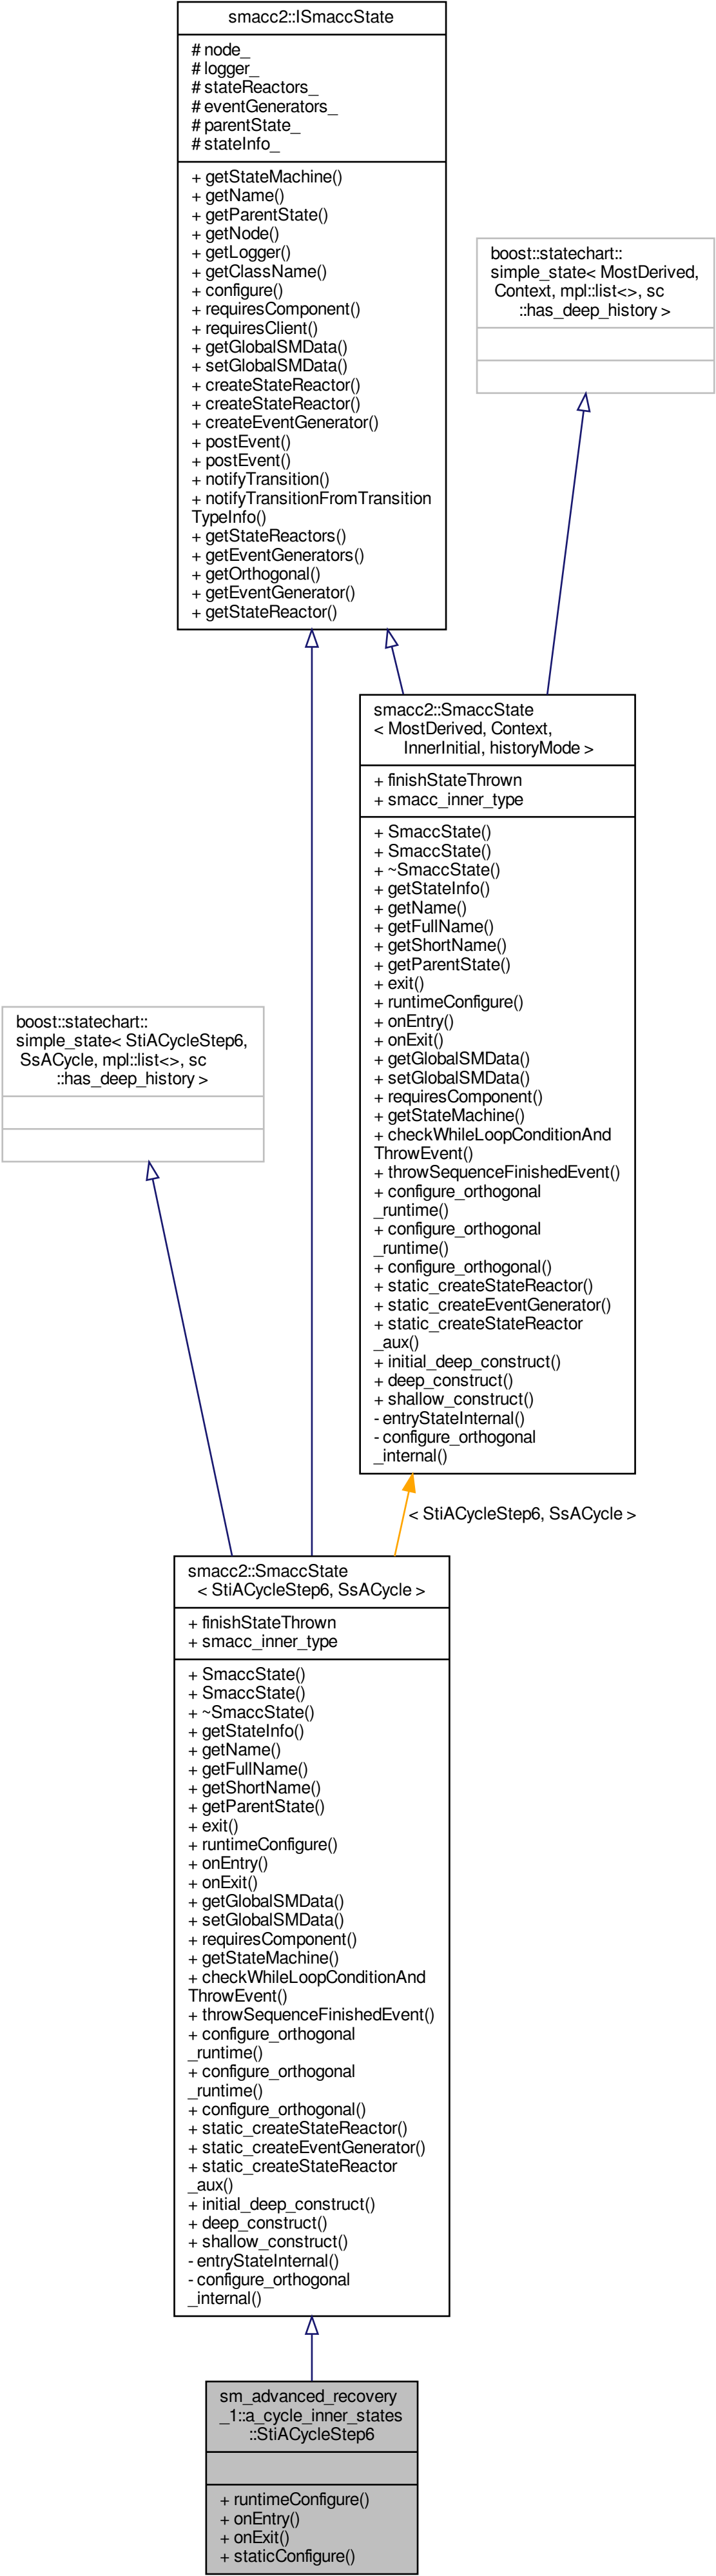 smacc2::ISmaccState
# node_
# logger_
# stateReactors_
# eventGenerators_
# parentState_
# stateInfo_
+ getStateMachine()
+ getName()
+ getParentState()
+ getNode()
+ getLogger()
+ getClassName()
+ configure()
+ requiresComponent()
+ requiresClient()
+ getGlobalSMData()
+ setGlobalSMData()
+ createStateReactor()
+ createStateReactor()
+ createEventGenerator()
+ postEvent()
+ postEvent()
+ notifyTransition()
+ notifyTransitionFromTransition
TypeInfo()
+ getStateReactors()
+ getEventGenerators()
+ getOrthogonal()
+ getEventGenerator()
+ getStateReactor()
boost::statechart::
simple_state< MostDerived,
Context, mpl::list<>, sc
::has_deep_history >
smacc2::SmaccState
< MostDerived, Context,
InnerInitial, historyMode >
+ finishStateThrown
+ smacc_inner_type
+ SmaccState()
+ SmaccState()
+ ~SmaccState()
+ getStateInfo()
+ getName()
+ getFullName()
+ getShortName()
+ getParentState()
+ exit()
+ runtimeConfigure()
+ onEntry()
+ onExit()
+ getGlobalSMData()
+ setGlobalSMData()
+ requiresComponent()
+ getStateMachine()
+ checkWhileLoopConditionAnd
ThrowEvent()
+ throwSequenceFinishedEvent()
+ configure_orthogonal
_runtime()
+ configure_orthogonal
_runtime()
+ configure_orthogonal()
+ static_createStateReactor()
+ static_createEventGenerator()
+ static_createStateReactor
_aux()
+ initial_deep_construct()
+ deep_construct()
+ shallow_construct()
- entryStateInternal()
- configure_orthogonal
_internal()
boost::statechart::
simple_state< StiACycleStep6,
SsACycle, mpl::list<>, sc
::has_deep_history >
< StiACycleStep6, SsACycle >
smacc2::SmaccState
< StiACycleStep6, SsACycle >
+ finishStateThrown
+ smacc_inner_type
+ SmaccState()
+ SmaccState()
+ ~SmaccState()
+ getStateInfo()
+ getName()
+ getFullName()
+ getShortName()
+ getParentState()
+ exit()
+ runtimeConfigure()
+ onEntry()
+ onExit()
+ getGlobalSMData()
+ setGlobalSMData()
+ requiresComponent()
+ getStateMachine()
+ checkWhileLoopConditionAnd
ThrowEvent()
+ throwSequenceFinishedEvent()
+ configure_orthogonal
_runtime()
+ configure_orthogonal
_runtime()
+ configure_orthogonal()
+ static_createStateReactor()
+ static_createEventGenerator()
+ static_createStateReactor
_aux()
+ initial_deep_construct()
+ deep_construct()
+ shallow_construct()
- entryStateInternal()
- configure_orthogonal
_internal()
sm_advanced_recovery
_1::a_cycle_inner_states
::StiACycleStep6
+ runtimeConfigure()
+ onEntry()
+ onExit()
+ staticConfigure()